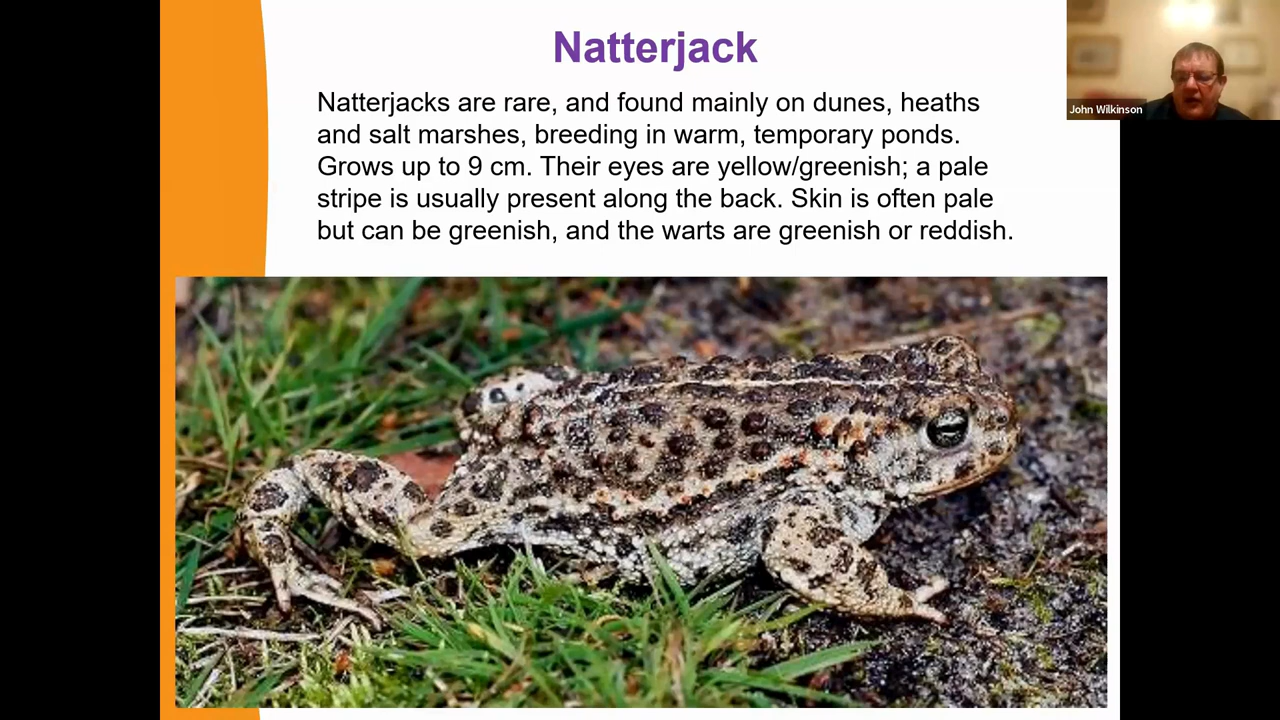 Natterjack
Natterjacks are rare, and found mainly on dunes, heaths
and salt marshes, breeding in warm, temporary ponds.
Grows up to 9 cm. Their eyes are yellow/greenish; a pale
stripe is usually present along the back. Skin is often pale
but can be greenish, and the warts are greenish or reddish.
John Wilkinson